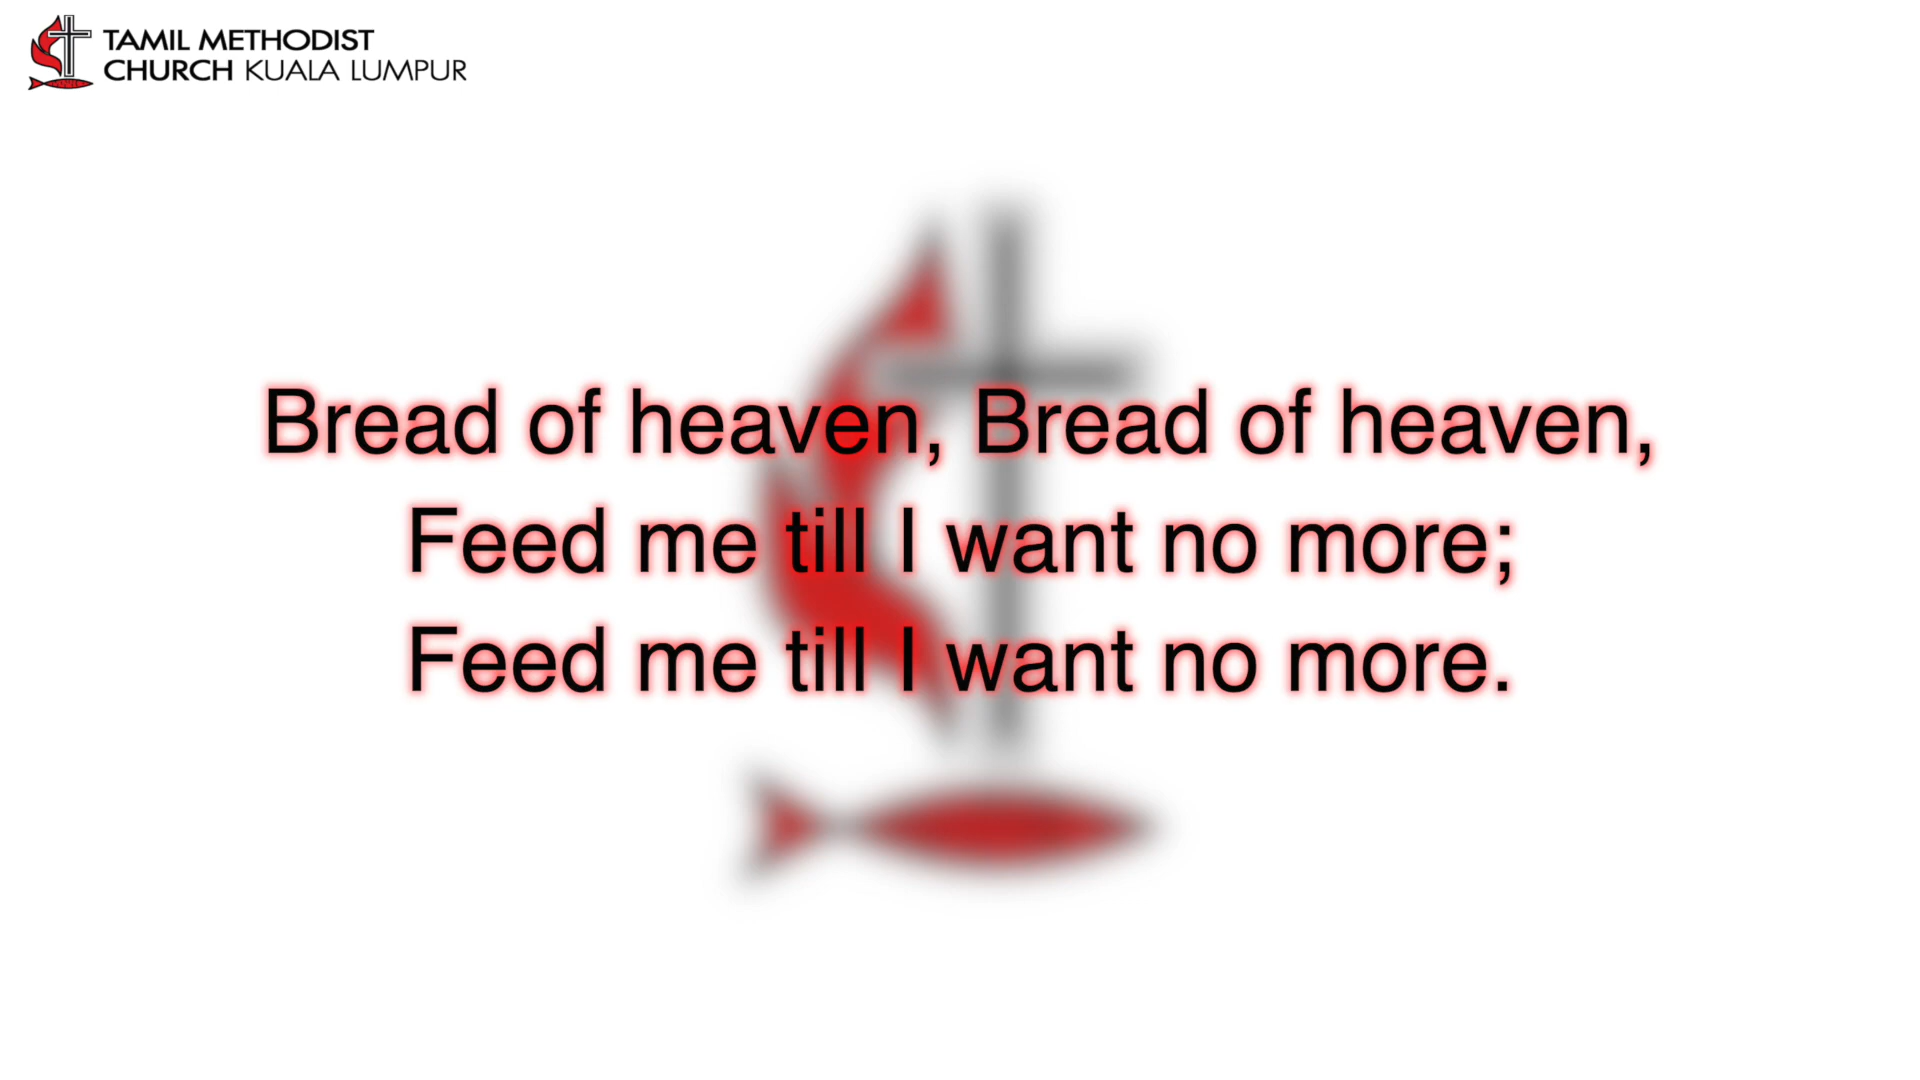 TAMIL METHODIST
CHURCH KUALA LUMPUR
Bread of heaven, Bread of heaven,
Feed me till I want no more;
Feed me till I want no more.